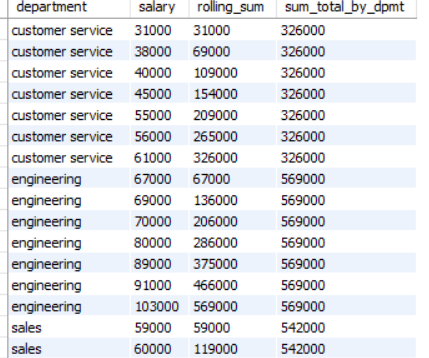 department salary rolling_sum sum_total_by_dpmt
customer service 31000 31000 326000
customer service 38000 69000 326000
customer service 40000 109000 326000
customer service 45000 154000 326000
customer service 55000 209000 326000
customer service 56000 265000 326000
customer service 61000 326000 326000
engineering 67000 67000 569000
engineering 69000 136000 569000
engineering 70000 206000 569000
engineering 80000 286000 569000
engineering 89000 375000 569000
engineering 91000 466000 569000
engineering 103000 569000 569000
sales 59000 59000 542000
sales 60000 119000 542000